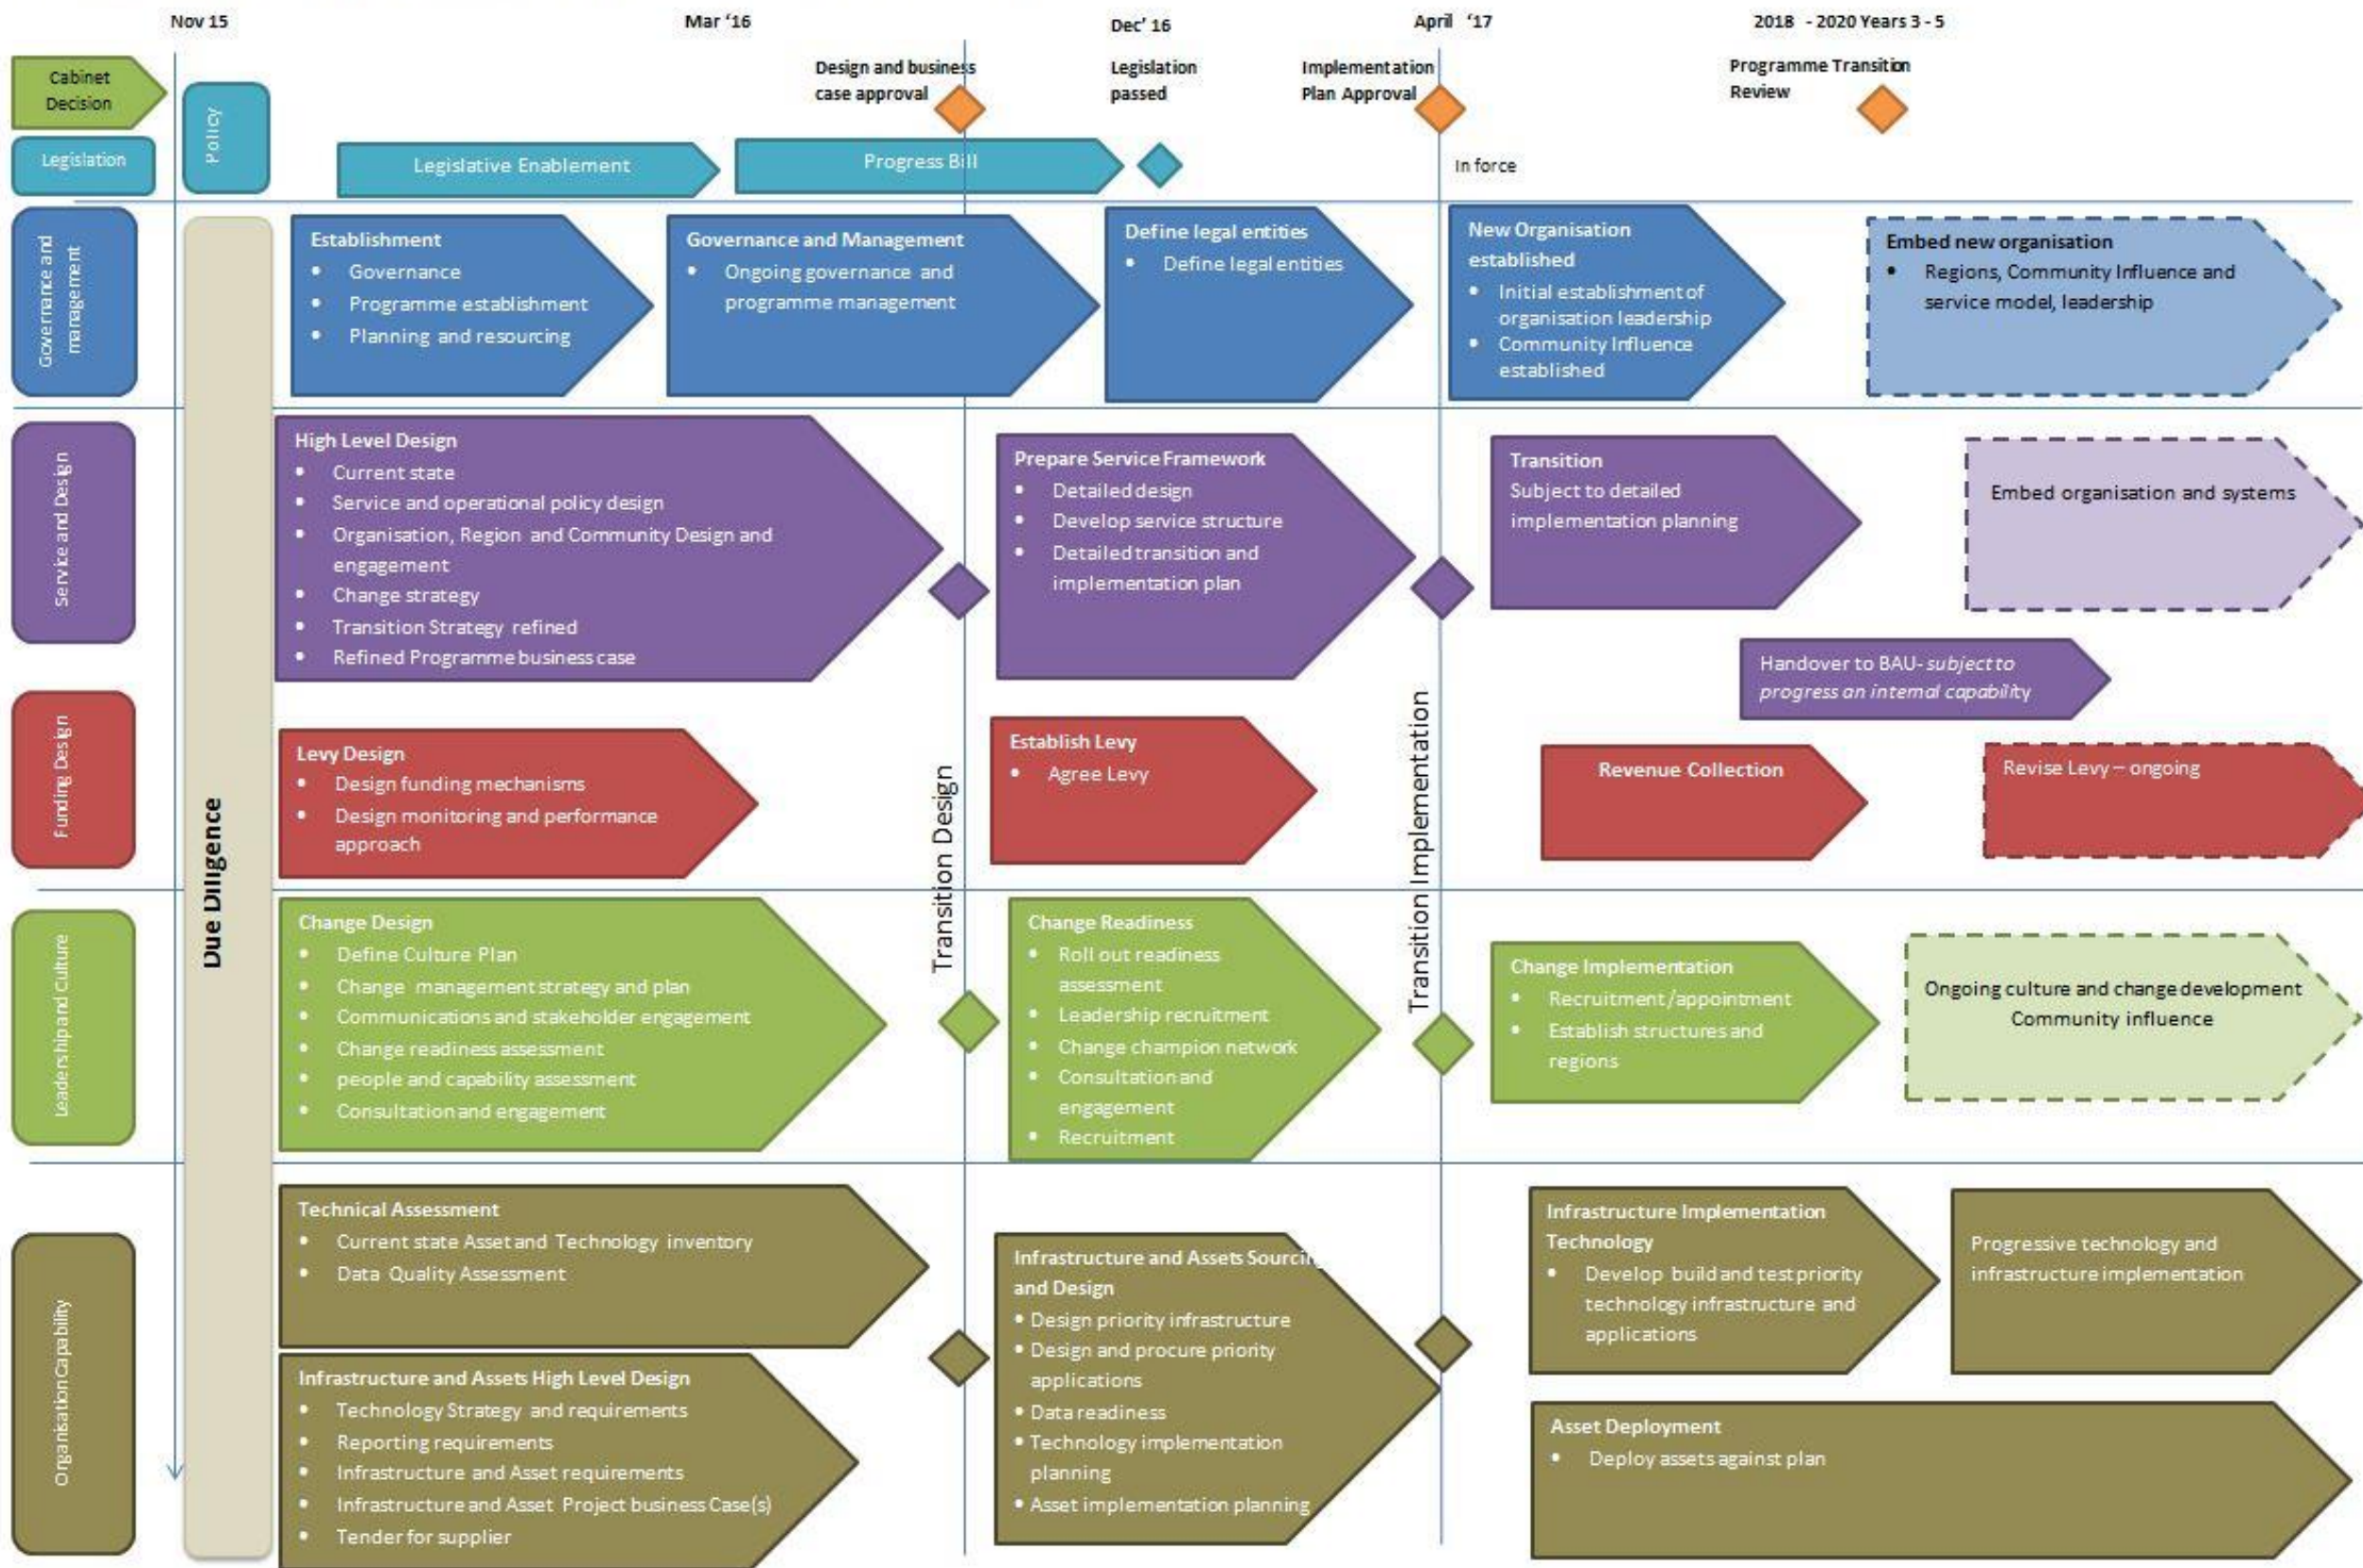 Nov 15
Mar ‘16
Dec’ 16
April ‘17
2018 - 2020 Years 3 - 5
Cabinet
Decision
Design and business
case approval
Legislation
passed
Implementation
Plan Approval
Programme Transition
Review
Legislation
Policy
Legislative Enablement
Progress Bill
In force
Governance and
management
Establishment
• Governance
• Programme establishment
• Planning and resourcing
Governance and Management
• Ongoing governance and
programme management
Define legal entities
• Define legal entities
New Organisation
established
• Initial establishment of
organisation leadership
• Community Influence
established
Embed new organisation
• Regions, Community Influence and
service model, leadership
Due Diligence
Service and Design
High Level Design
• Current state
• Service and operational policy design
• Organisation, Region and Community Design and
engagement
• Change strategy
• Transition Strategy refined
• Refined Programme business case
Prepare Service Framework
• Detailed design
• Develop service structure
• Detailed transition and
implementation plan
Transition
Subject to detailed
implementation planning
Embed organisation and systems
Handover to BAU- subject to
progress an internal capability
Funding Design
Levy Design
• Design funding mechanisms
• Design monitoring and performance
approach
Transition Design
Establish Levy
• Agree Levy
Transition Implementation
Revenue Collection
Revise Levy – ongoing
Leadership and Culture
Change Design
• Define Culture Plan
• Change management strategy and plan
• Communications and stakeholder engagement
• Change readiness assessment
• people and capability assessment
• Consultation and engagement
Change Readiness
• Roll out readiness
assessment
• Leadership recruitment
• Change champion network
• Consultation and
engagement
• Recruitment
Change Implementation
• Recruitment/appointment
• Establish structures and
regions
Ongoing culture and change development
Community influence
Organisation Capability
Technical Assessment
• Current state Asset and Technology inventory
• Data Quality Assessment
Infrastructure and Assets High Level Design
• Technology Strategy and requirements
• Reporting requirements
• Infrastructure and Asset requirements
• Infrastructure and Asset Project business Case(s)
• Tender for supplier
Infrastructure and Assets Sourcing
and Design
• Design priority infrastructure
• Design and procure priority
applications
• Data readiness
• Technology implementation
planning
• Asset implementation planning
Infrastructure Implementation
Technology
• Develop build and test priority
technology infrastructure and
applications
Progressive technology and
infrastructure implementation
Asset Deployment
• Deploy assets against plan